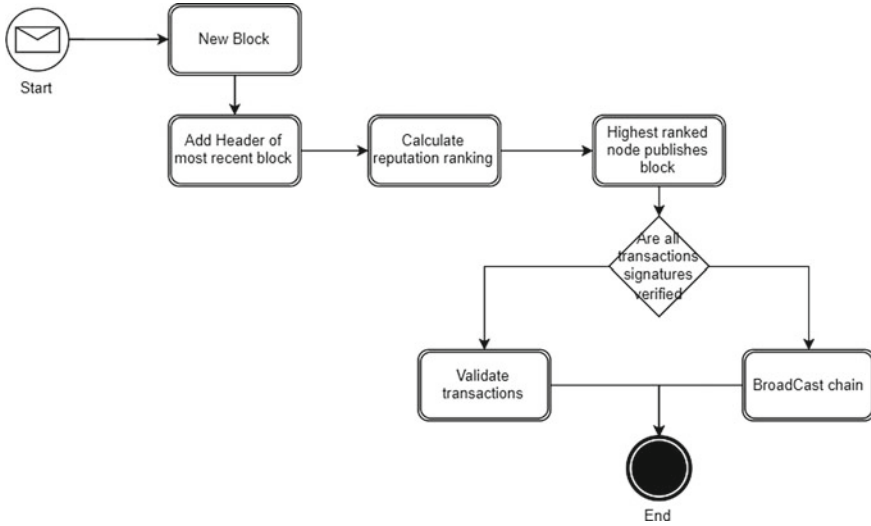 Start
New Block
Add Header of
most recent block
Calculate
reputation ranking
Highest ranked
node publishes
block
Are all
transactions
signatures
verified
Validate
transactions
BroadCast chain
End